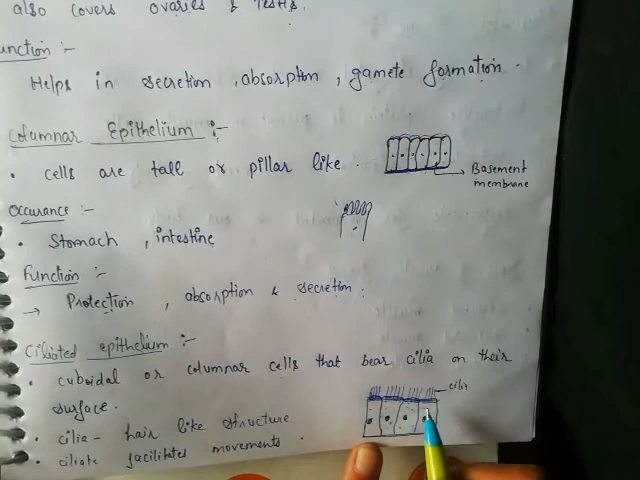 also covers ovaries & Testis.
unction :-
Helps in secretion, absorption, gamete formation.
Columnar Epithelium :-
• cells are tall or pillar like.
Basement
membrane
Occurance :-
• Stomach, intestine
Function :-
→ Protection, absorption & secretion.
Ciliated epithelium :-
• cuboidal or columnar cells that bear cilia on their
surface.
cilia
• cilia - hair like structure
• ciliate facilitates movements.